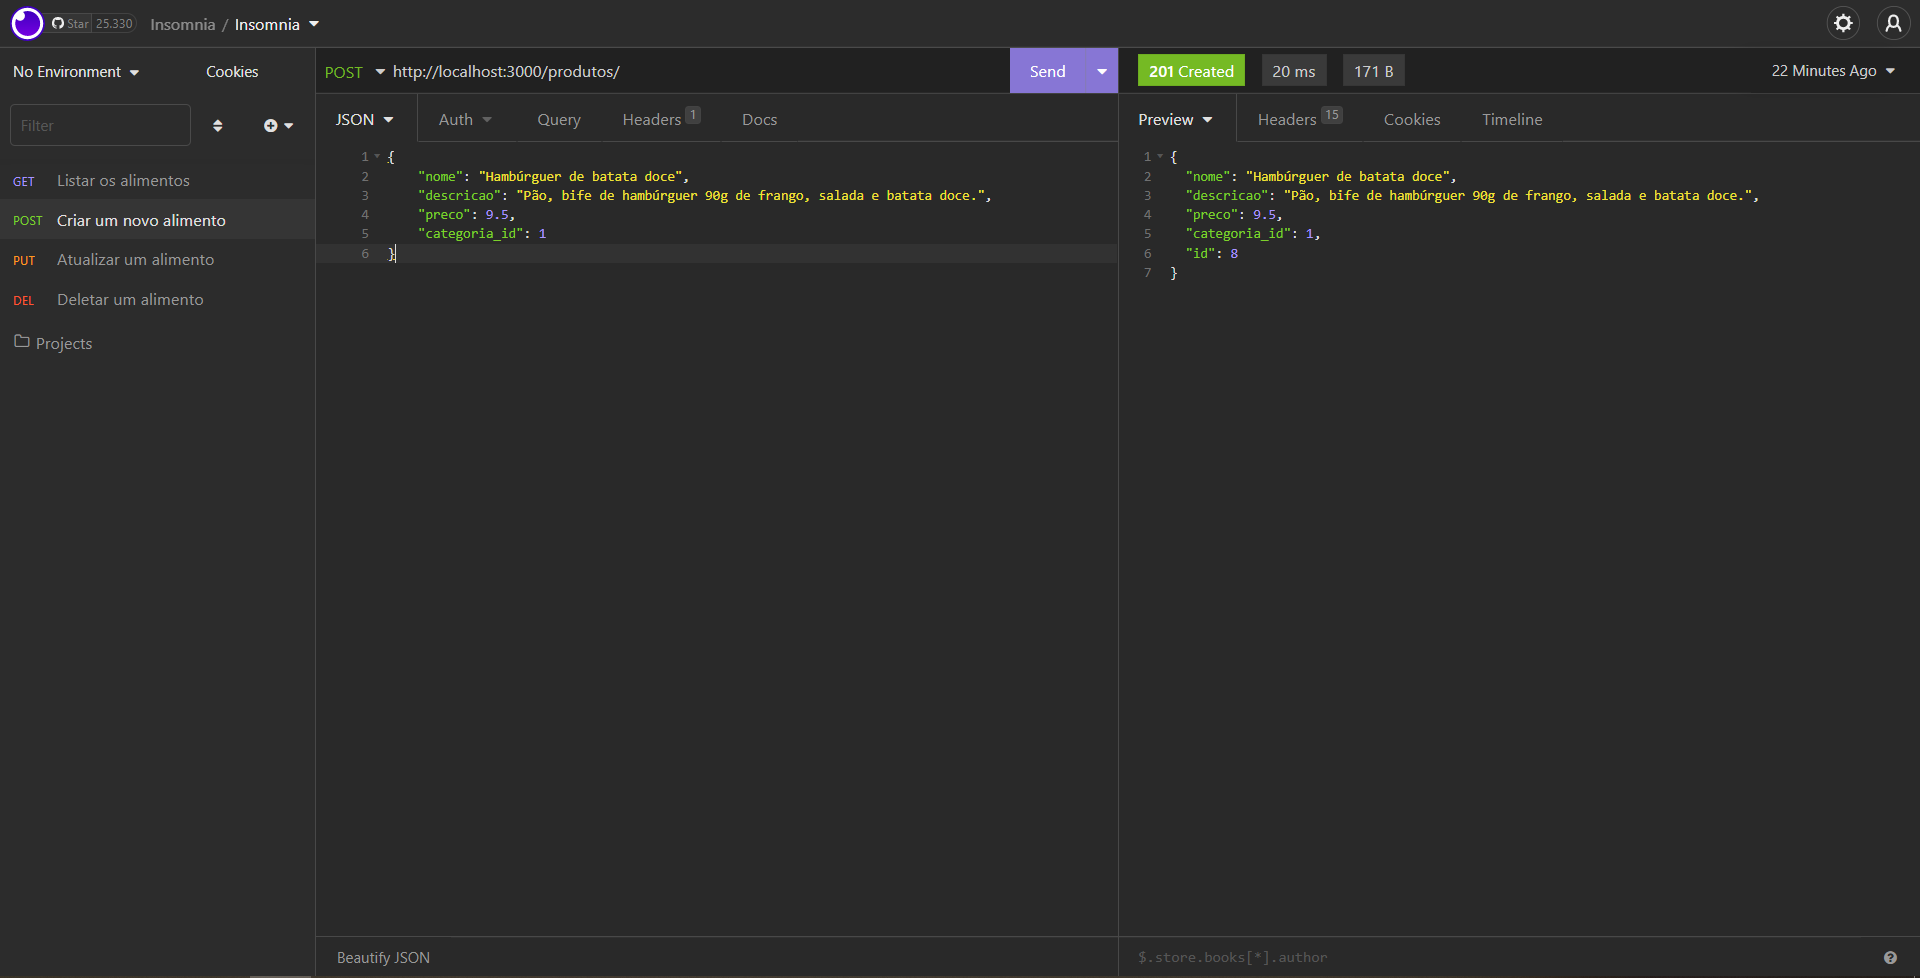 Star 25.330 Insomnia / Insomnia
No Environment Cookies
Filter
GET Listar os alimentos
POST Criar um novo alimento
PUT Atualizar um alimento
DEL Deletar um alimento
Projects
POST http://localhost:3000/produtos/ Send
JSON Auth Query Headers 1 Docs
1 {
2 "nome": "Hambúrguer de batata doce",
3 "descricao": "Pão, bife de hambúrguer 90g de frango, salada e batata doce.",
4 "preco": 9.5,
5 "categoria_id": 1
6 }
Beautify JSON
201 Created 20 ms 171 B 22 Minutes Ago
Preview Headers 15 Cookies Timeline
1 {
2 "nome": "Hambúrguer de batata doce",
3 "descricao": "Pão, bife de hambúrguer 90g de frango, salada e batata doce.",
4 "preco": 9.5,
5 "categoria_id": 1,
6 "id": 8
7 }
$.store.books[*].author ?